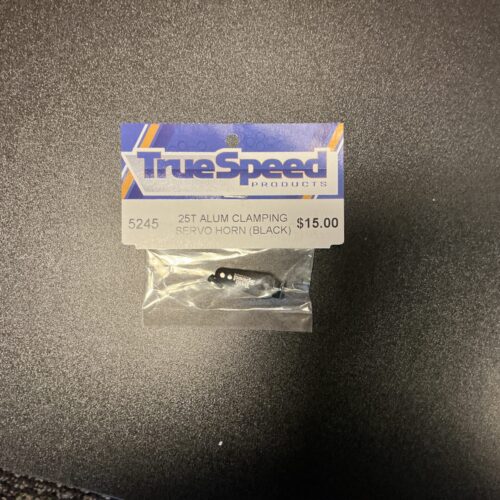 TrueSpeed
PRODUCTS
5245 25T ALUM CLAMPING SERVO HORN (BLACK) $15.00